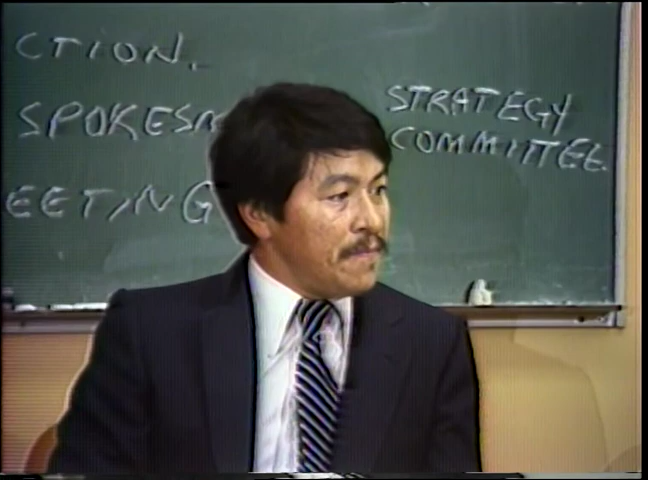 CTION.
SPOKESM
EETING
STRATEGY
COMMITTEE